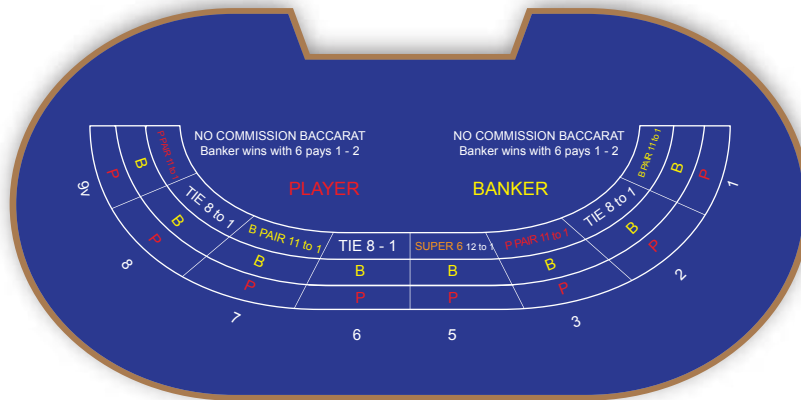 NO COMMISSION BACCARAT
Banker wins with 6 pays 1 - 2
NO COMMISSION BACCARAT
Banker wins with 6 pays 1 - 2
PLAYER
BANKER
P PAIR 11 to 1
TIE 8 to 1
B PAIR 11 to 1
TIE 8 - 1
SUPER 6 12 to 1
P PAIR 11 to 1
TIE 8 to 1
B PAIR 11 to 1
B
B
B
B
B
B
B
B
P
P
P
P
P
P
P
P
9
8
7
6
5
3
2
1